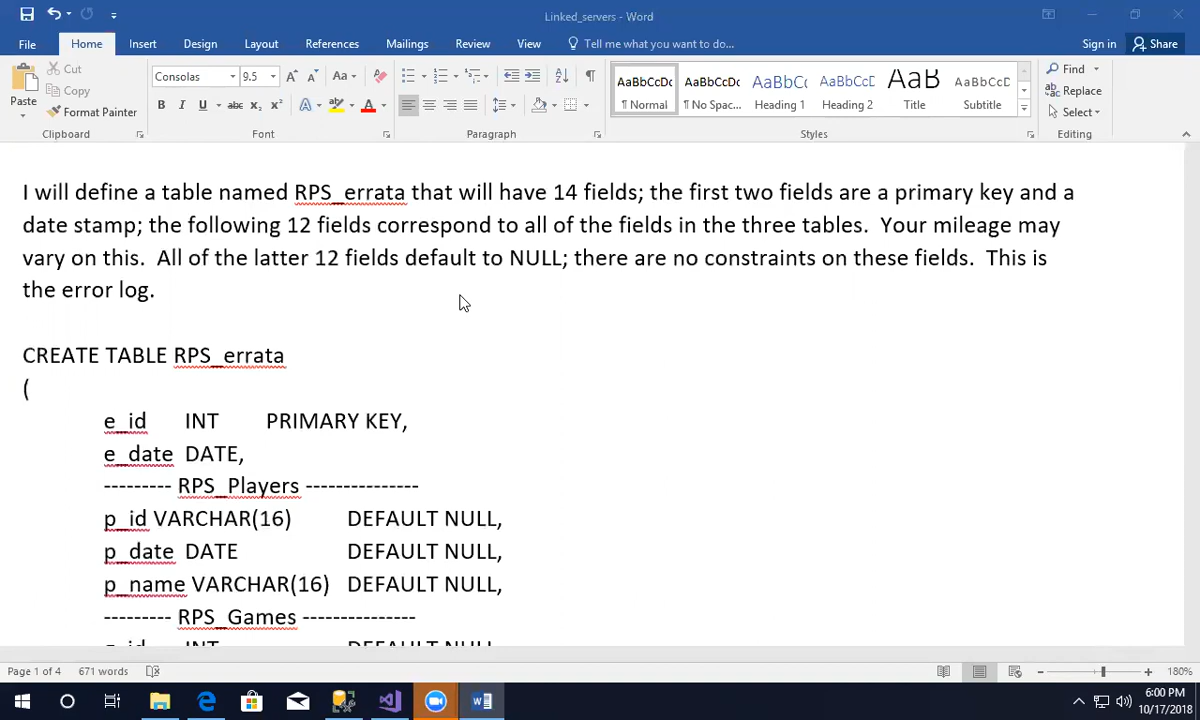 Linked_servers - Word
File Home Insert Design Layout References Mailings Review View Tell me what you want to do... Sign in Share
Paste
Cut
Copy
Format Painter
Clipboard
Consolas 9.5
Font
Paragraph
AaBbCcDc AaBbCcDc AaBbCc AaBbCcC AaB AaBbCcC
¶ Normal ¶ No Spac... Heading 1 Heading 2 Title Subtitle
Styles
Find
Replace
Select
Editing
I will define a table named RPS_errata that will have 14 fields; the first two fields are a primary key and a
date stamp; the following 12 fields correspond to all of the fields in the three tables. Your mileage may
vary on this. All of the latter 12 fields default to NULL; there are no constraints on these fields. This is
the error log.
CREATE TABLE RPS_errata
(
e_id INT PRIMARY KEY,
e_date DATE,
--------- RPS_Players ---------------
p_id VARCHAR(16) DEFAULT NULL,
p_date DATE DEFAULT NULL,
p_name VARCHAR(16) DEFAULT NULL,
--------- RPS_Games ---------------
INT DEFAULT NULL,
Page 1 of 4 671 words 180%
6:00 PM
10/17/2018